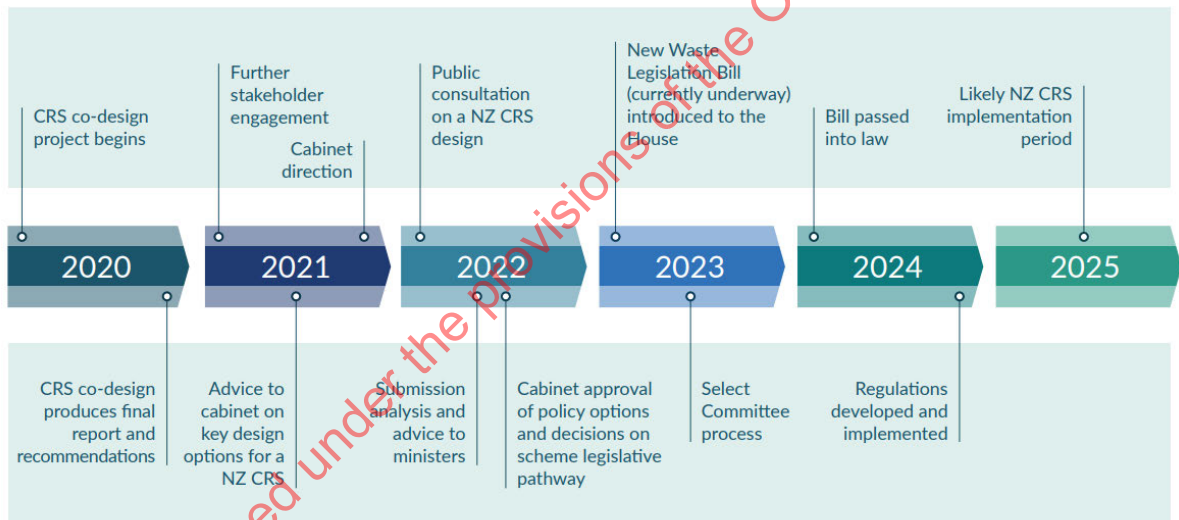 CRS co-design
project begins
Further
stakeholder
engagement
Cabinet
direction
Public
consultation
on a NZ CRS
design
New Waste
Legislation Bill
(currently underway)
introduced to the
House
Bill passed
into law
Likely NZ CRS
implementation
period
2020
2021
2022
2023
2024
2025
CRS co-design
produces final
report and
recommendations
Advice to
cabinet on
key design
options for a
NZ CRS
Submission
analysis and
advice to
ministers
Cabinet approval
of policy options
and decisions on
scheme legislative
pathway
Select
Committee
process
Regulations
developed and
implemented
under the provisions of the